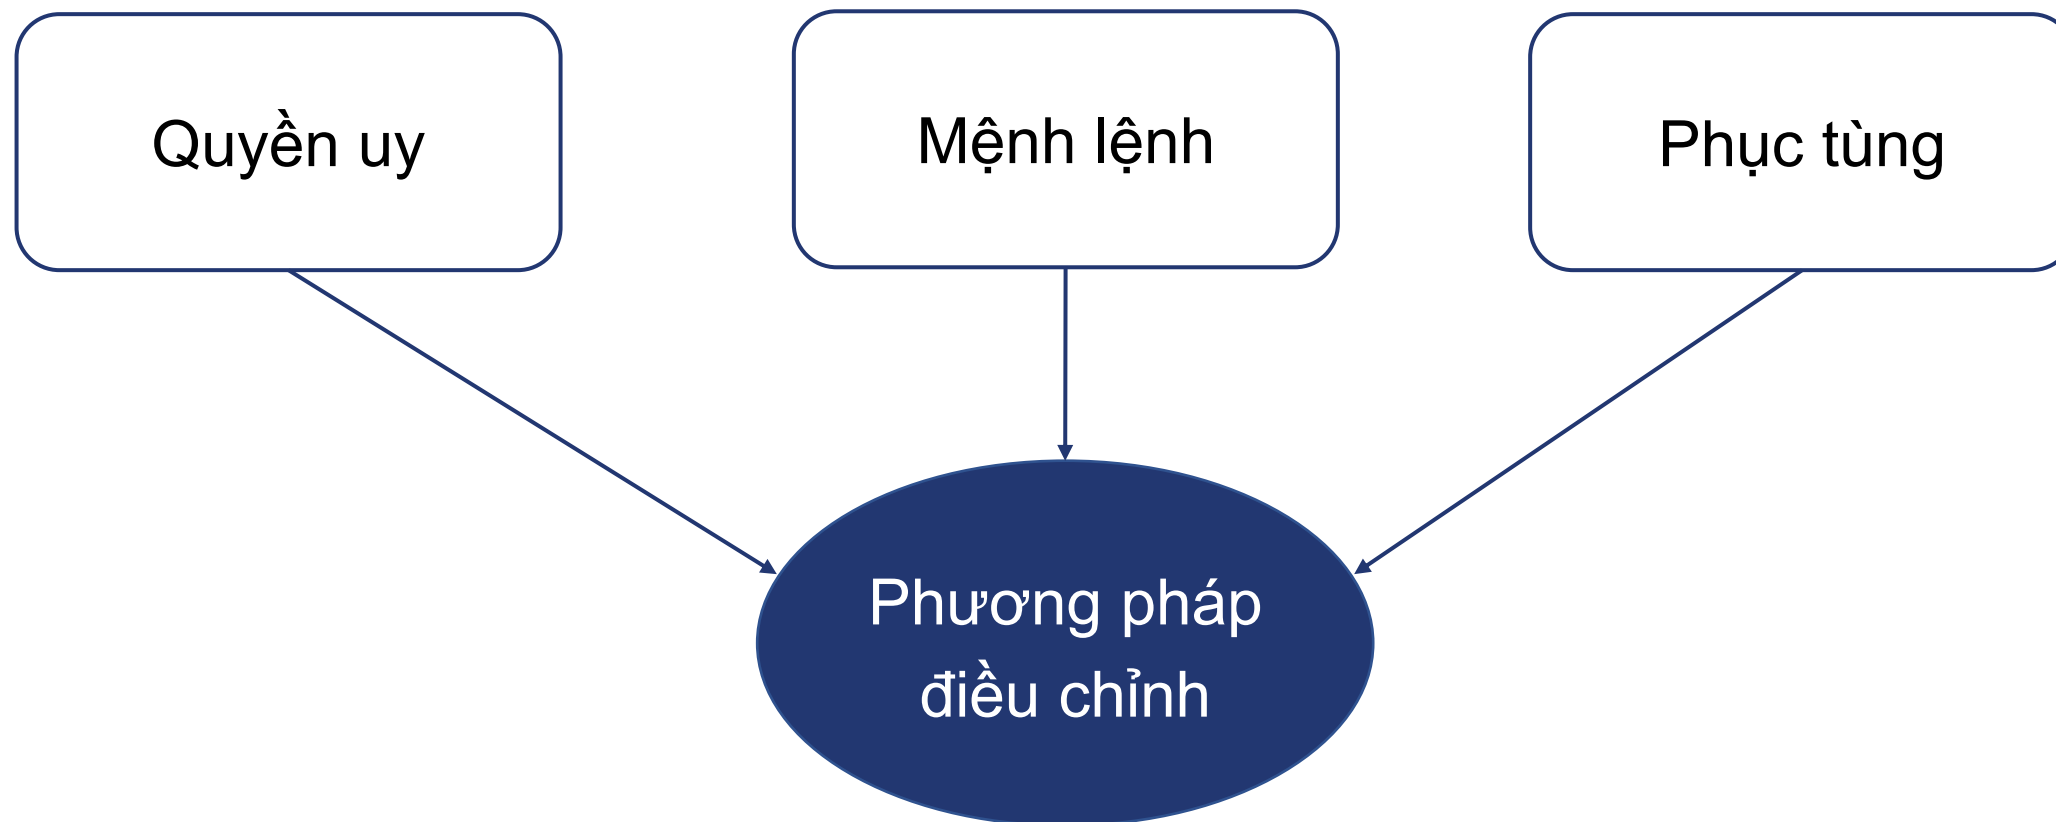 Quyền uy
Mệnh lệnh
Phục tùng
Phương pháp
điều chỉnh